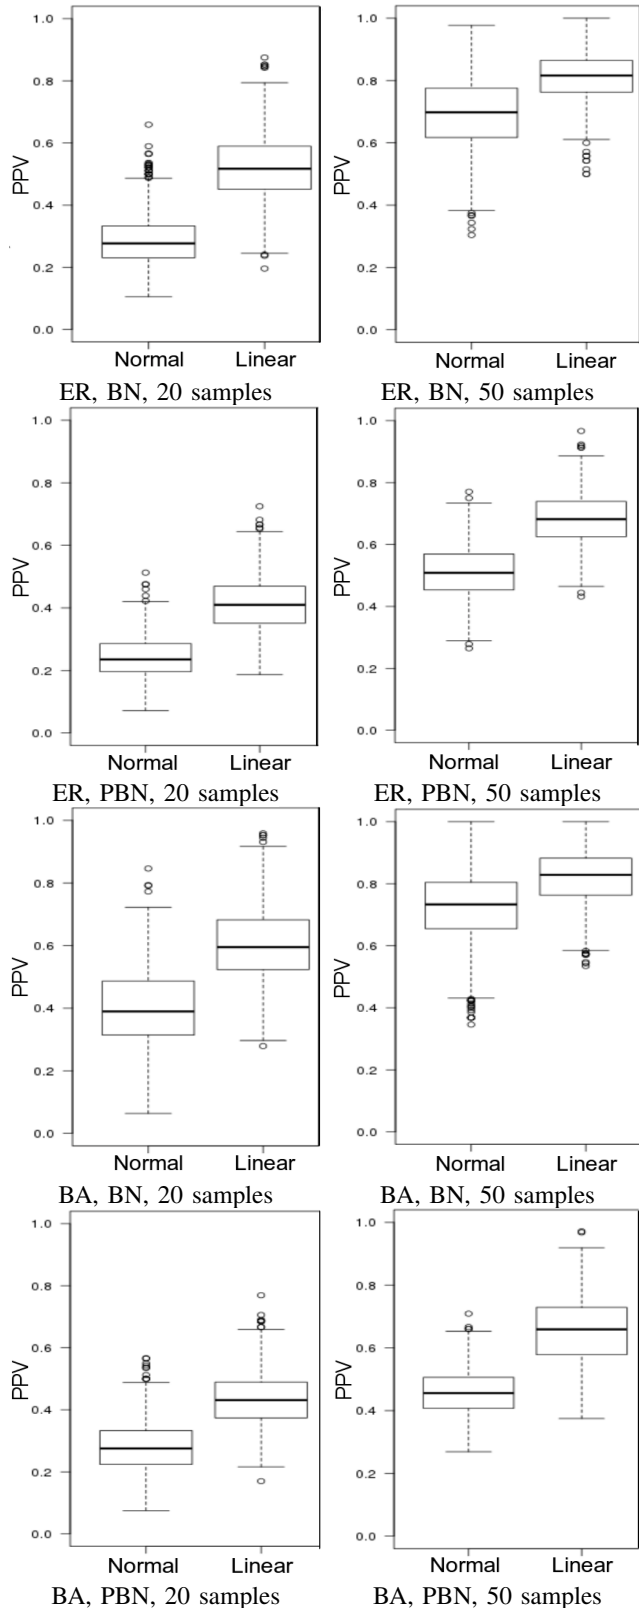 PPV
1.0
0.8
0.6
0.4
0.2
0.0
Normal Linear
ER, BN, 20 samples
PPV
1.0
0.8
0.6
0.4
0.2
0.0
Normal Linear
ER, BN, 50 samples
PPV
1.0
0.8
0.6
0.4
0.2
0.0
Normal Linear
ER, PBN, 20 samples
PPV
1.0
0.8
0.6
0.4
0.2
0.0
Normal Linear
ER, PBN, 50 samples
PPV
1.0
0.8
0.6
0.4
0.2
0.0
Normal Linear
BA, BN, 20 samples
PPV
1.0
0.8
0.6
0.4
0.2
0.0
Normal Linear
BA, BN, 50 samples
PPV
1.0
0.8
0.6
0.4
0.2
0.0
Normal Linear
BA, PBN, 20 samples
PPV
1.0
0.8
0.6
0.4
0.2
0.0
Normal Linear
BA, PBN, 50 samples